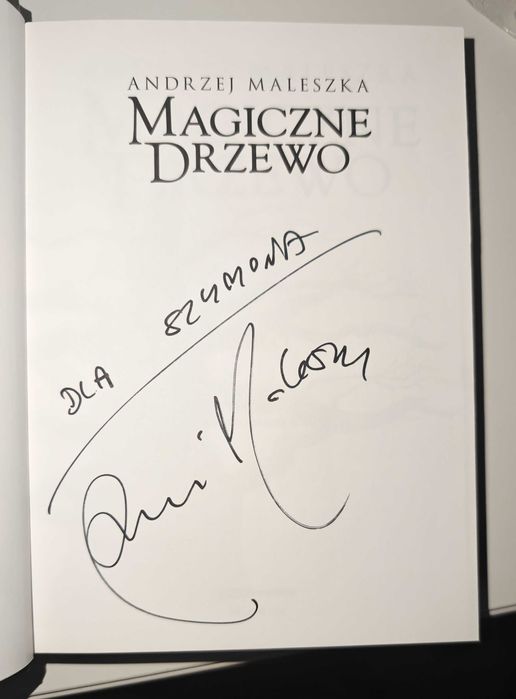 ANDRZEJ MALESZKA
MAGICZNE
DRZEWO
DLA SZYMONA